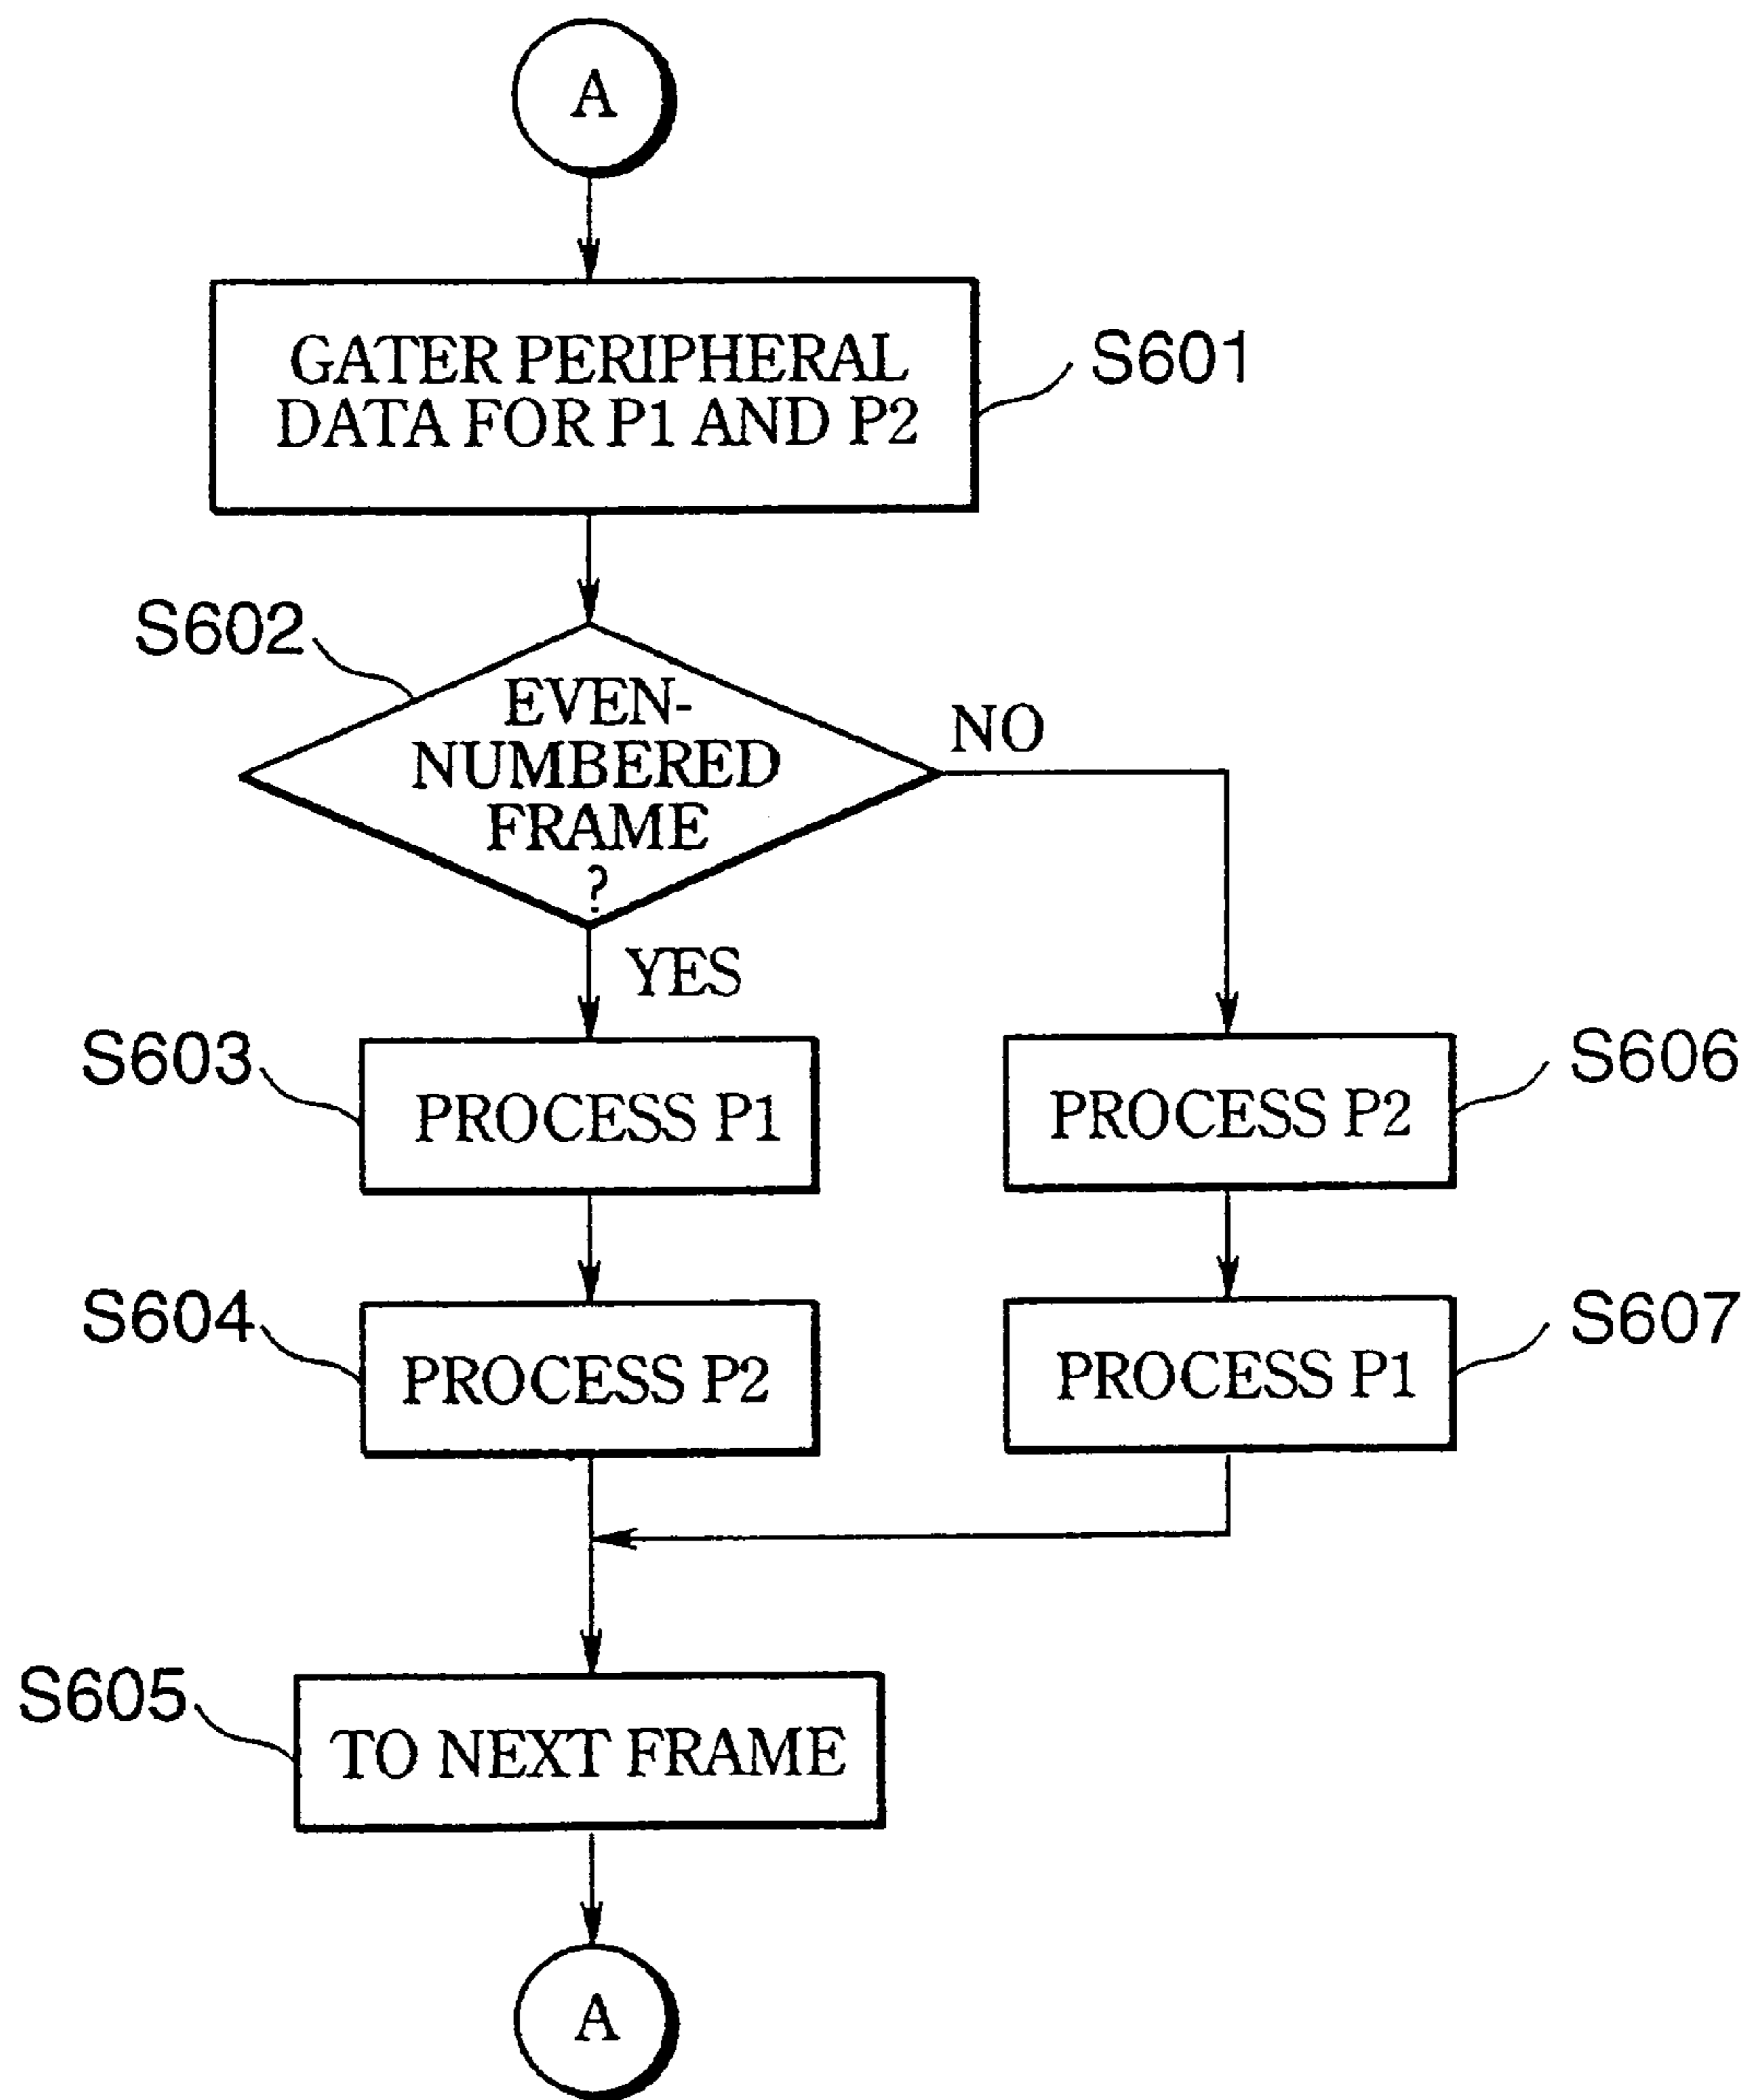 A
GATER PERIPHERAL
DATA FOR P1 AND P2
S601
S602
EVEN-
NUMBERED
FRAME
?
NO
YES
S603
PROCESS P1
S606
PROCESS P2
S604
PROCESS P2
S607
PROCESS P1
S605
TO NEXT FRAME
A